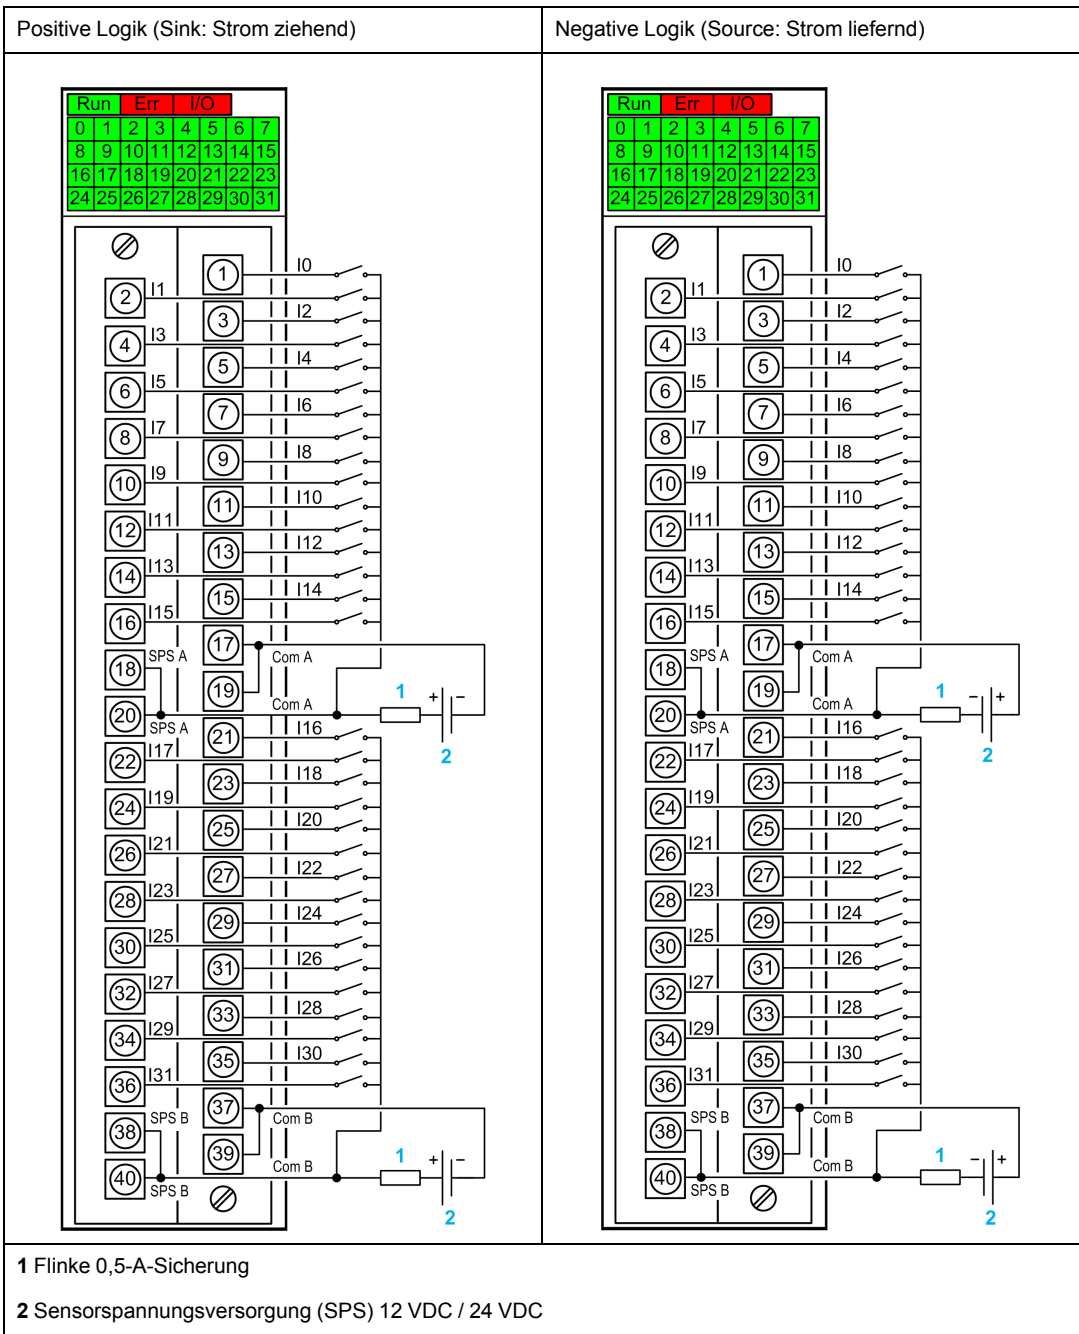 Positive Logik (Sink: Strom ziehend)
Negative Logik (Source: Strom liefernd)
Run Err I/O
0 1 2 3 4 5 6 7
8 9 10 11 12 13 14 15
16 17 18 19 20 21 22 23
24 25 26 27 28 29 30 31
1 I0
2 I1
3 I2
4 I3
5 I4
6 I5
7 I6
8 I7
9 I8
10 I9
11 I10
12 I11
13 I12
14 I13
15 I14
16 I15
17 Com A
18 SPS A
19 Com A
1 + −
20 SPS A
2
21 I16
22 I17
23 I18
24 I19
25 I20
26 I21
27 I22
28 I23
29 I24
30 I25
31 I26
32 I27
33 I28
34 I29
35 I30
36 I31
37 Com B
38 SPS B
39 Com B
1 + −
40 SPS B
2
Run Err I/O
0 1 2 3 4 5 6 7
8 9 10 11 12 13 14 15
16 17 18 19 20 21 22 23
24 25 26 27 28 29 30 31
1 I0
2 I1
3 I2
4 I3
5 I4
6 I5
7 I6
8 I7
9 I8
10 I9
11 I10
12 I11
13 I12
14 I13
15 I14
16 I15
17 Com A
18 SPS A
19 Com A
1 − +
20 SPS A
2
21 I16
22 I17
23 I18
24 I19
25 I20
26 I21
27 I22
28 I23
29 I24
30 I25
31 I26
32 I27
33 I28
34 I29
35 I30
36 I31
37 Com B
38 SPS B
39 Com B
1 − +
40 SPS B
2
1 Flinke 0,5-A-Sicherung
2 Sensorspannungsversorgung (SPS) 12 VDC / 24 VDC